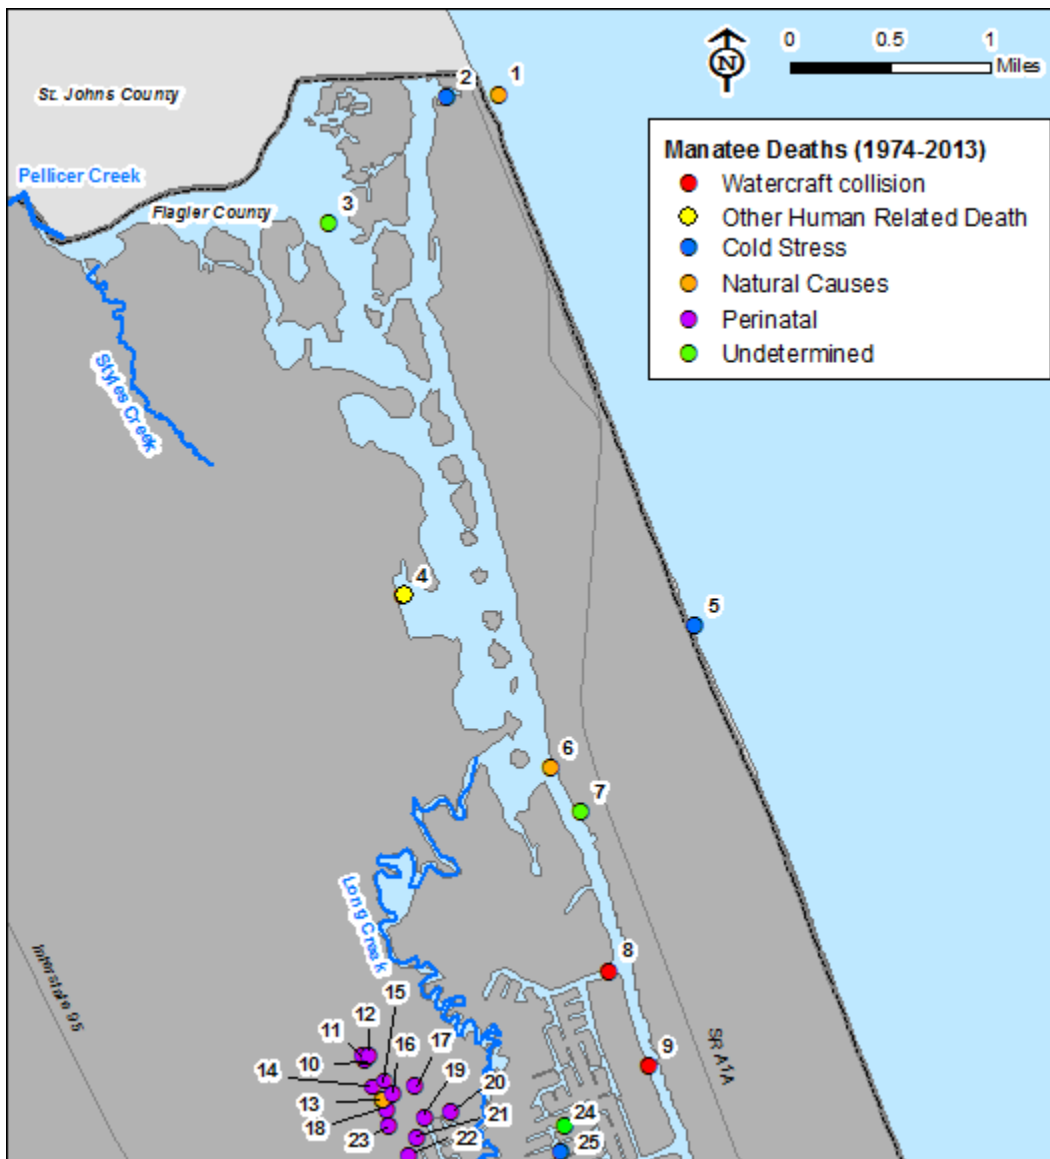 0 0.5 1
Miles
N
St. Johns County
2 1
Manatee Deaths (1974-2013)
Watercraft collision
Other Human Related Death
Cold Stress
Natural Causes
Perinatal
Undetermined
Pellicer Creek
Flagler County
3
Styles Creek
4
5
6
7
Long Creek
8
Interstate 95
SR A1A
15
12
11
16
17
9
10
14
19
20
13
18
21
24
23
22
25